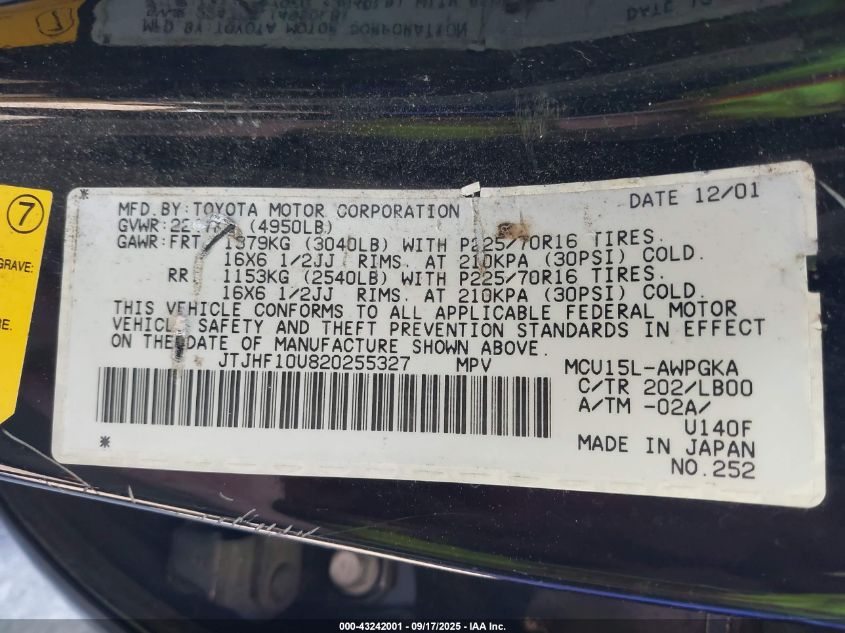 MFD.BY:TOYOTA MOTOR CORPORATION DATE 12/01
GVWR: (4950LB)
GAWR:FRT. 1379KG (3040LB) WITH P225/70R16 TIRES.
16X6 1/2JJ RIMS. AT 210KPA (30PSI) COLD.
RR. 1153KG (2540LB) WITH P225/70R16 TIRES.
16X6 1/2JJ RIMS. AT 210KPA (30PSI) COLD.
THIS VEHICLE CONFORMS TO ALL APPLICABLE FEDERAL MOTOR
VEHICLE SAFETY AND THEFT PREVENTION STANDARDS IN EFFECT
ON THE DATE OF MANUFACTURE SHOWN ABOVE.
JTJHF10U820255327 MPV MCU15L-AWPGKA
C/TR 202/LB00
A/TM -02A/
U140F
MADE IN JAPAN
NO.252
7
GRAVE:
E.
000-43242001 - 09/17/2025 - IAA Inc.